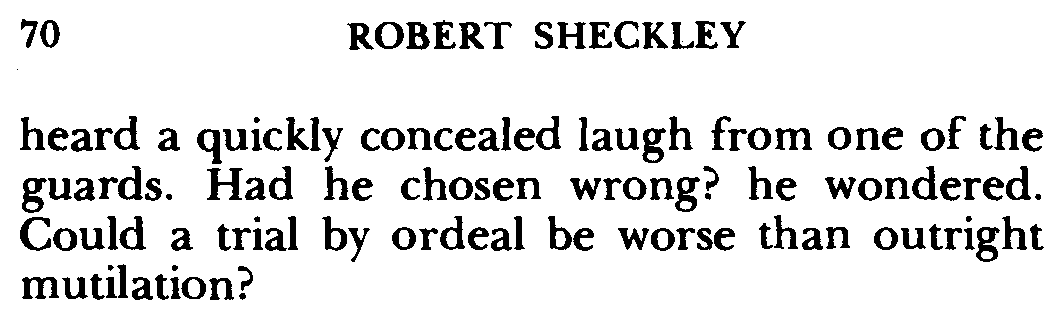 70 ROBERT SHECKLEY
heard a quickly concealed laugh from one of the
guards. Had he chosen wrong? he wondered.
Could a trial by ordeal be worse than outright
mutilation?